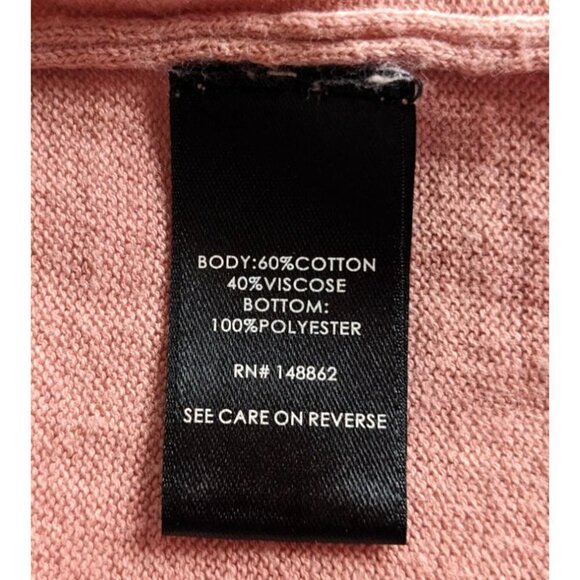 BODY:60%COTTON
40%VISCOSE
BOTTOM:
100%POLYESTER
RN# 148862
SEE CARE ON REVERSE